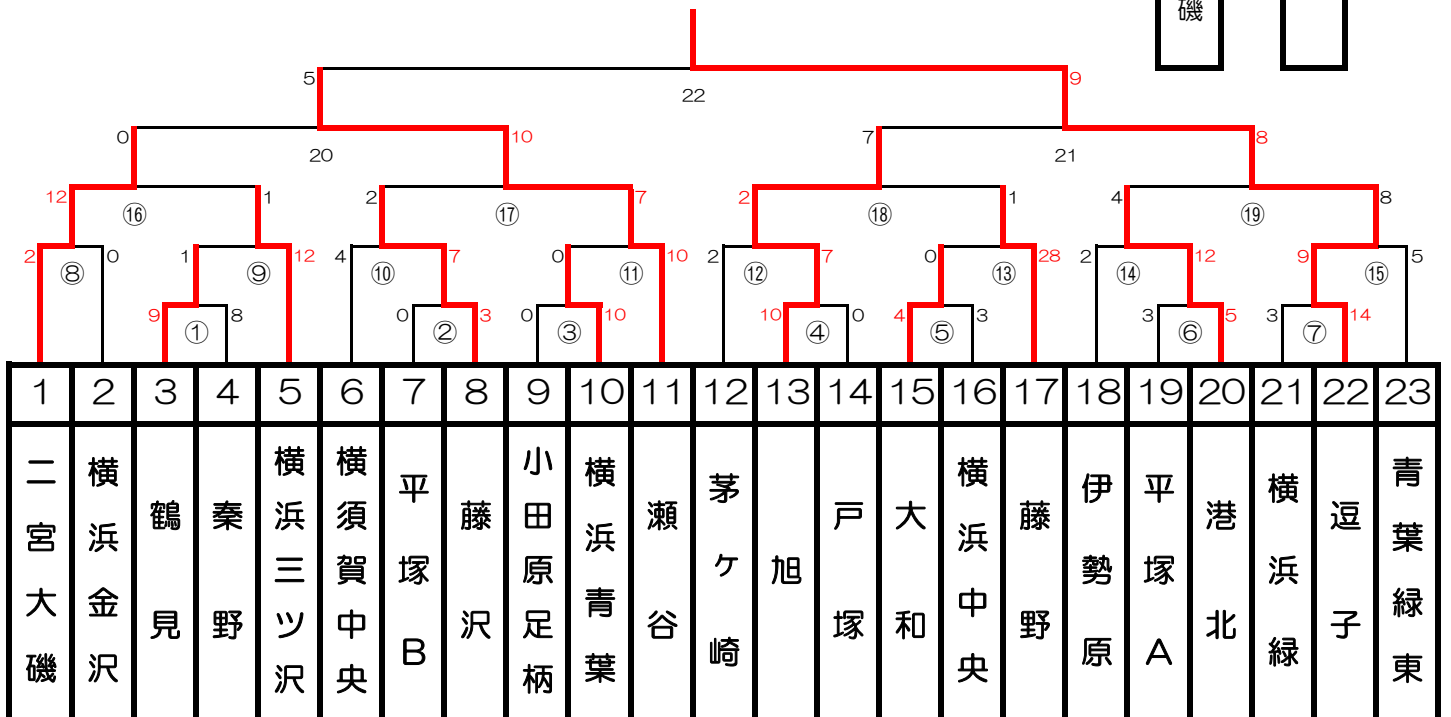 磯
5 9
22
0 10 7 8
20 21
12 1 2 7 2 1 4 8
⑯ ⑰ ⑱ ⑲
2 0 1 12 4 7 0 10 2 7 0 28 2 12 9 5
⑧ ⑨ ⑩ ⑪ ⑫ ⑬ ⑭ ⑮
9 8 0 3 0 10 10 0 4 3 3 5 3 14
① ② ③ ④ ⑤ ⑥ ⑦
1 2 3 4 5 6 7 8 9 10 11 12 13 14 15 16 17 18 19 20 21 22 23
二宮大磯
横浜金沢
鶴見
秦野
横浜三ツ沢
横須賀中央
平塚B
藤沢
小田原足柄
横浜青葉
瀬谷
茅ヶ崎
旭
戸塚
大和
横浜中央
藤野
伊勢原
平塚A
港北
横浜緑
逗子
青葉緑東